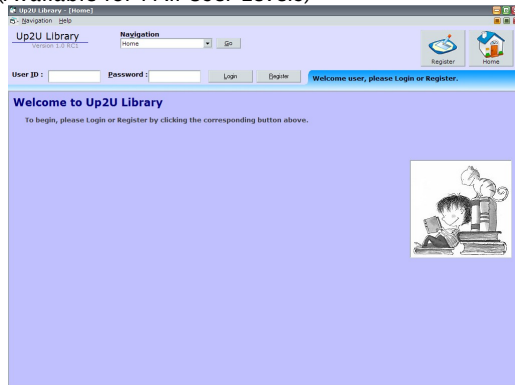 (Available for : All User Levels)
Up2U Library - [Home]
Navigation Help
Up2U Library
Version 1.0 RC1
Navigation
Home
Go
Register
Home
User ID :
Password :
Login
Register
Welcome user, please Login or Register.
Welcome to Up2U Library
To begin, please Login or Register by clicking the corresponding button above.